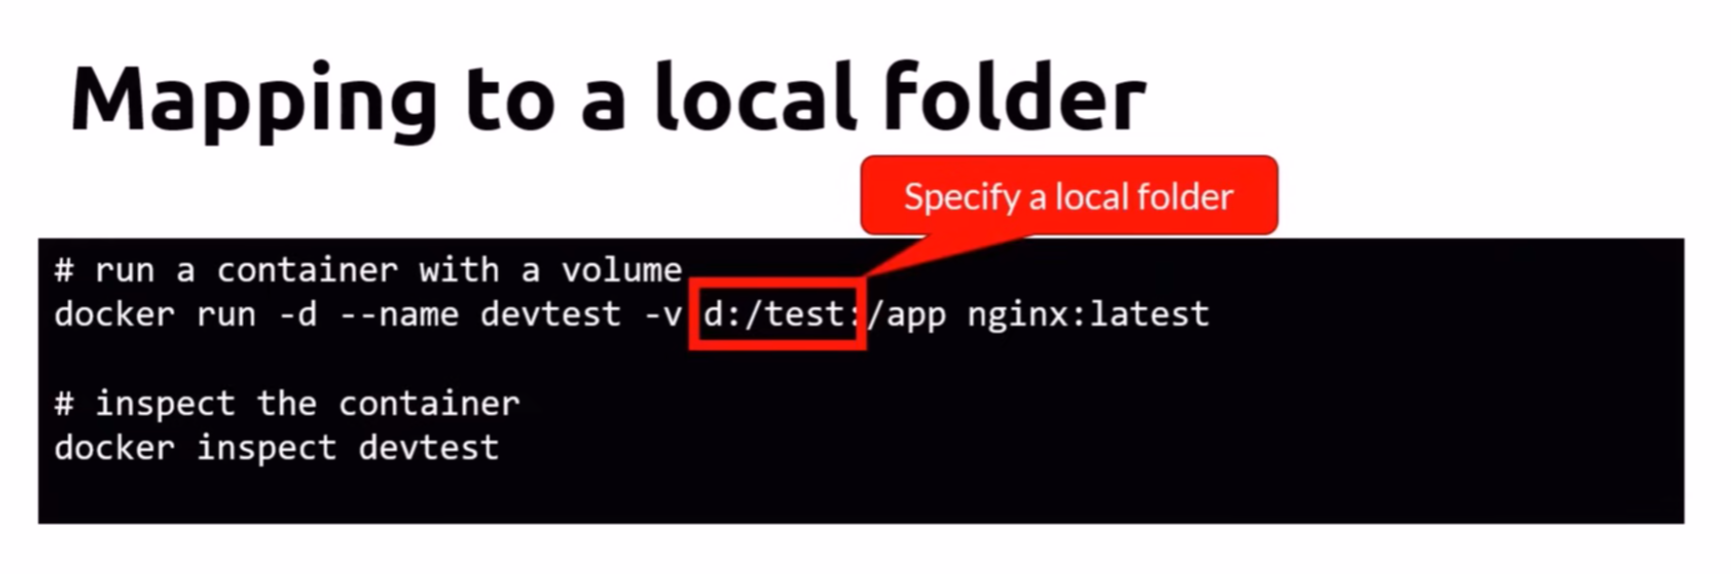 Mapping to a local folder
Specify a local folder
# run a container with a volume
docker run -d --name devtest -v d:/test:/app nginx:latest
# inspect the container
docker inspect devtest